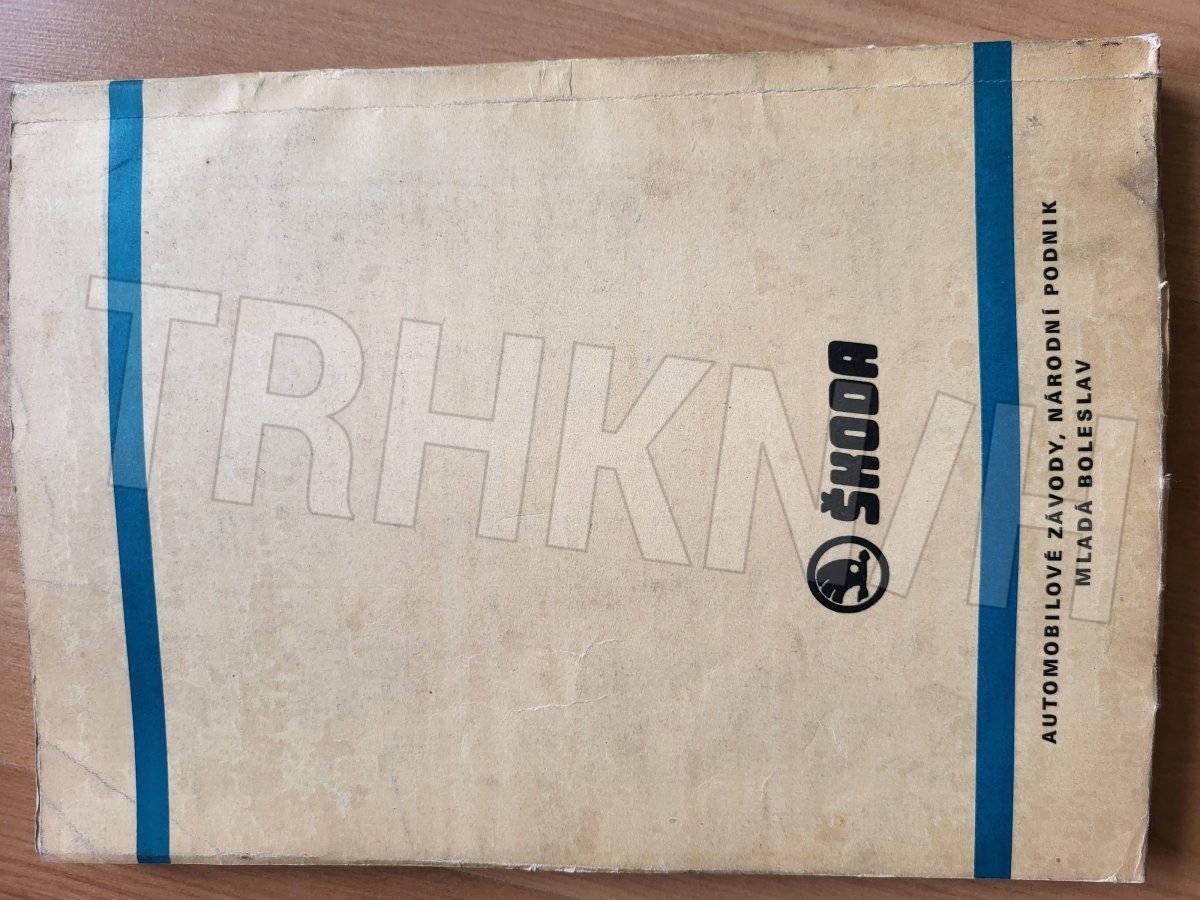 ŠKODA
AUTOMOBILOVÉ ZÁVODY, NÁRODNÍ PODNIK
MLADÁ BOLESLAV
TRHKNIH